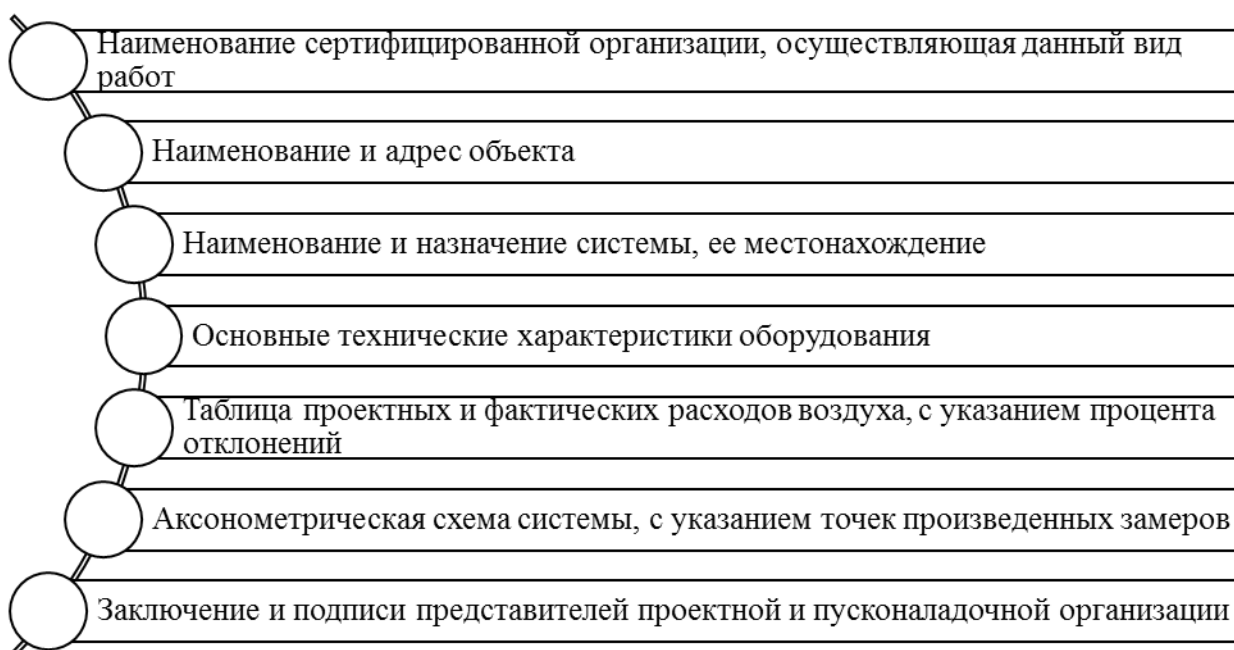 Наименование сертифицированной организации, осуществляющая данный вид
работ
Наименование и адрес объекта
Наименование и назначение системы, ее местонахождение
Основные технические характеристики оборудования
Таблица проектных и фактических расходов воздуха, с указанием процента
отклонений
Аксонометрическая схема системы, с указанием точек произведенных замеров
Заключение и подписи представителей проектной и пусконаладочной организации